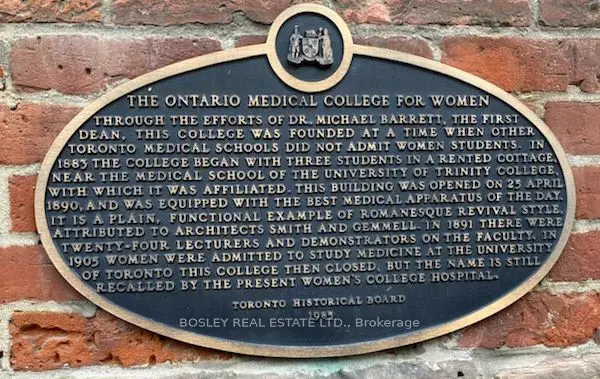 THE ONTARIO MEDICAL COLLEGE FOR WOMEN
THROUGH THE EFFORTS OF DR. MICHAEL BARRETT, THE FIRST
DEAN, THIS COLLEGE WAS FOUNDED AT A TIME WHEN OTHER
TORONTO MEDICAL SCHOOLS DID NOT ADMIT WOMEN STUDENTS. IN
1883 THE COLLEGE BEGAN WITH THREE STUDENTS IN A RENTED COTTAGE,
NEAR THE MEDICAL SCHOOL OF THE UNIVERSITY OF TRINITY COLLEGE,
WITH WHICH IT WAS AFFILIATED. THIS BUILDING WAS OPENED ON 23 APRIL
1890, AND WAS EQUIPPED WITH THE BEST MEDICAL APPARATUS OF THE DAY.
IT IS A PLAIN, FUNCTIONAL EXAMPLE OF ROMANESQUE REVIVAL STYLE,
ATTRIBUTED TO ARCHITECTS SMITH AND GEMMELL. IN 1891 THERE WERE
TWENTY-FOUR LECTURERS AND DEMONSTRATORS ON THE FACULTY. IN
1905 WOMEN WERE ADMITTED TO STUDY MEDICINE AT THE UNIVERSITY
OF TORONTO THIS COLLEGE THEN CLOSED, BUT THE NAME IS STILL
RECALLED BY THE PRESENT WOMEN'S COLLEGE HOSPITAL.
TORONTO HISTORICAL BOARD
1983
BOSLEY REAL ESTATE LTD., Brokerage